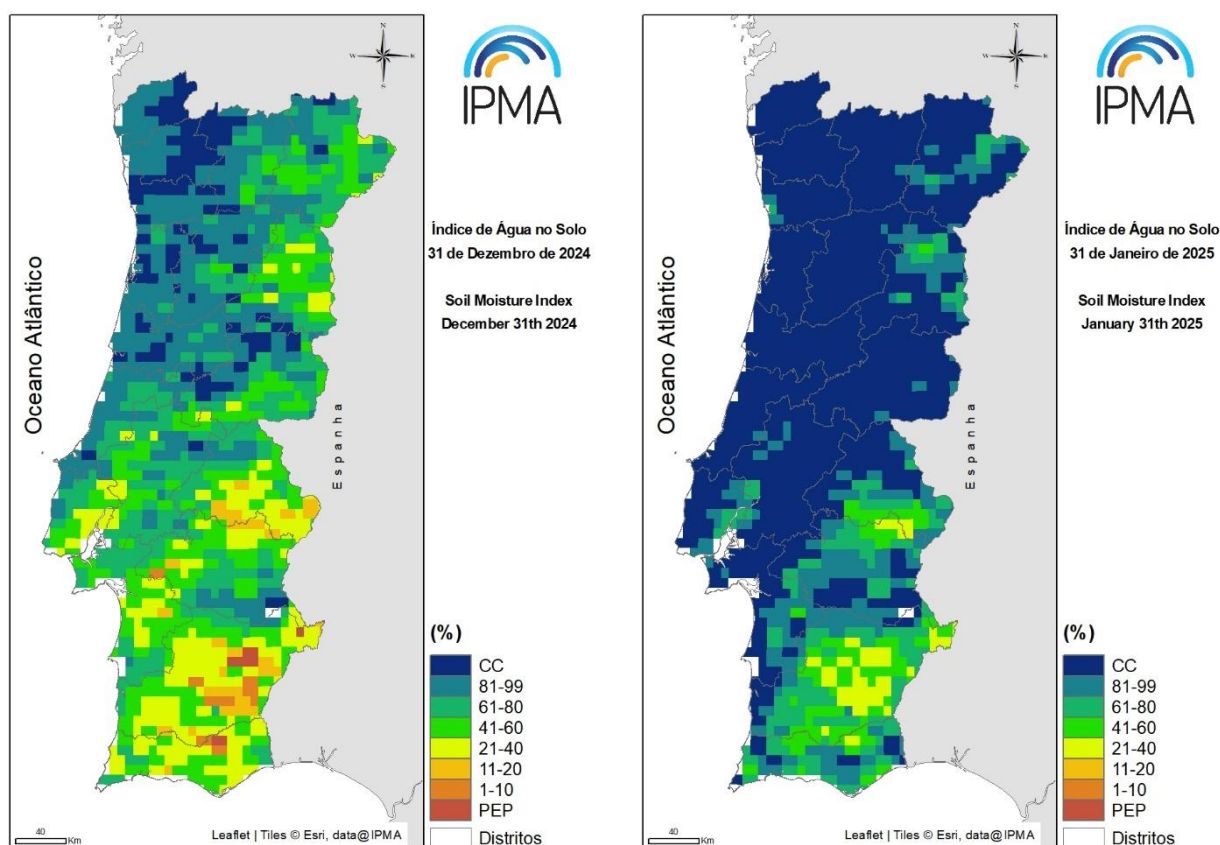 N
W
E
S
IPMA
Oceano Atlântico
Índice de Água no Solo
31 de Dezembro de 2024
Soil Moisture Index
December 31th 2024
Espanha
(%)
CC
81-99
61-80
41-60
21-40
11-20
1-10
PEP
Distritos
40
Km
Leaflet | Tiles © Esri, data@IPMA
N
W
E
S
IPMA
Oceano Atlântico
Índice de Água no Solo
31 de Janeiro de 2025
Soil Moisture Index
January 31th 2025
Espanha
(%)
CC
81-99
61-80
41-60
21-40
11-20
1-10
PEP
Distritos
40
Km
Leaflet | Tiles © Esri, data@IPMA